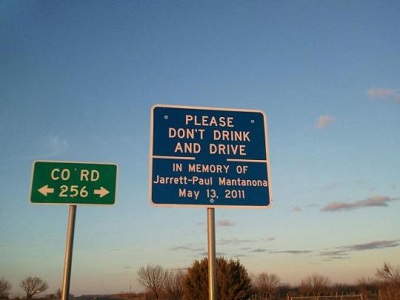 PLEASE
DON'T DRINK
AND DRIVE
IN MEMORY OF
Jarrett-Paul Mantanona
May 13, 2011
CO RD
256